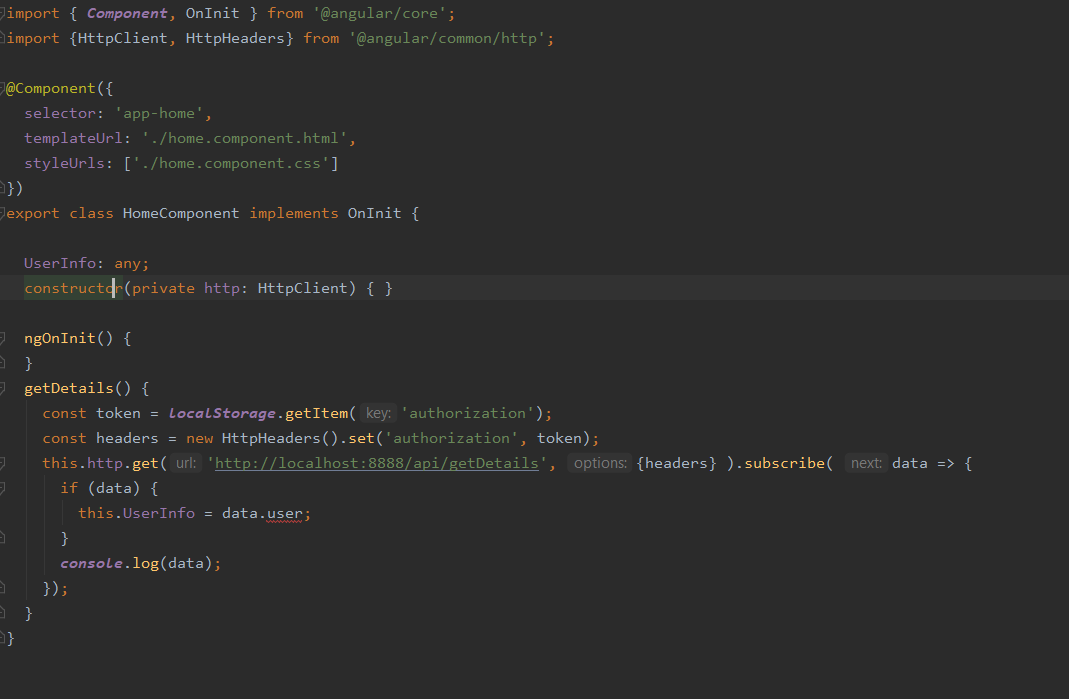 import { Component, OnInit } from '@angular/core';
import {HttpClient, HttpHeaders} from '@angular/common/http';
@Component({
  selector: 'app-home',
  templateUrl: './home.component.html',
  styleUrls: ['./home.component.css']
})
export class HomeComponent implements OnInit {
  UserInfo: any;
  constructor(private http: HttpClient) { }
  ngOnInit() {
  }
  getDetails() {
    const token = localStorage.getItem( key: 'authorization');
    const headers = new HttpHeaders().set('authorization', token);
    this.http.get( url: 'http://localhost:8888/api/getDetails', options: {headers} ).subscribe( next: data => {
      if (data) {
        this.UserInfo = data.user;
      }
      console.log(data);
    });
  }
}